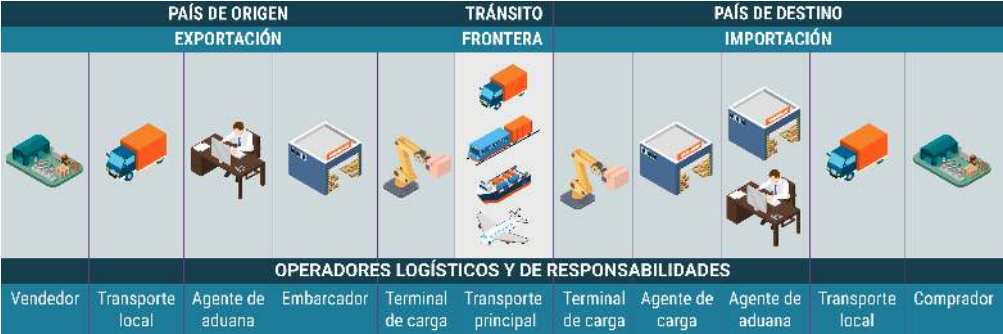 PAÍS DE ORIGEN
TRÁNSITO
PAÍS DE DESTINO
EXPORTACIÓN
FRONTERA
IMPORTACIÓN
OPERADORES LOGÍSTICOS Y DE RESPONSABILIDADES
Vendedor
Transporte
local
Agente de
aduana
Embarcador
Terminal
de carga
Transporte
principal
Terminal
de carga
Agente de
carga
Agente de
aduana
Transporte
local
Comprador